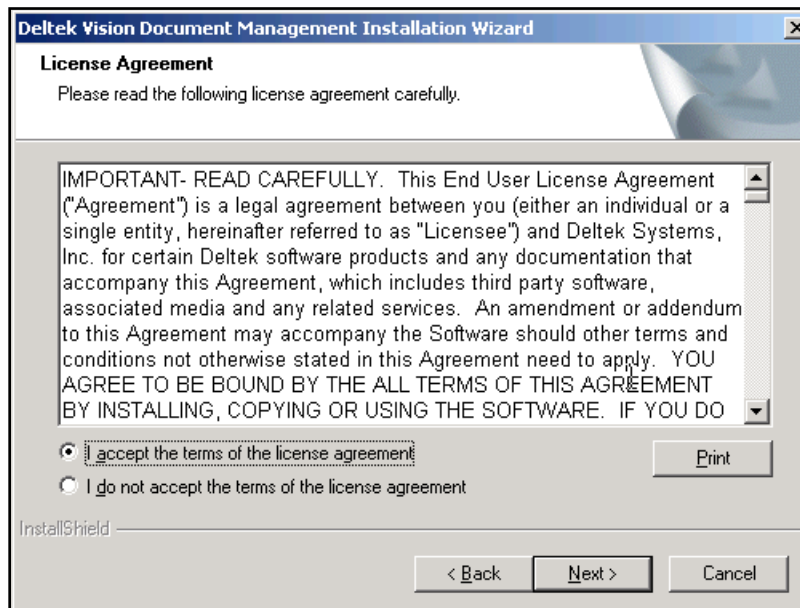 Deltek Vision Document Management Installation Wizard
License Agreement
Please read the following license agreement carefully.
IMPORTANT- READ CAREFULLY.  This End User License Agreement
("Agreement") is a legal agreement between you (either an individual or a
single entity, hereinafter referred to as "Licensee") and Deltek Systems,
Inc. for certain Deltek software products and any documentation that
accompany this Agreement, which includes third party software,
associated media and any related services.  An amendment or addendum
to this Agreement may accompany the Software should other terms and
conditions not otherwise stated in this Agreement need to apply.  YOU
AGREE TO BE BOUND BY THE ALL TERMS OF THIS AGREEMENT
BY INSTALLING, COPYING OR USING THE SOFTWARE.  IF YOU DO
I accept the terms of the license agreement
Print
I do not accept the terms of the license agreement
InstallShield
< Back
Next >
Cancel